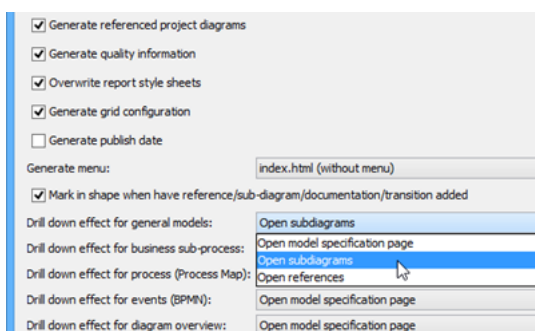 Generate referenced project diagrams
Generate quality information
Overwrite report style sheets
Generate grid configuration
Generate publish date
Generate menu: index.html (without menu)
Mark in shape when have reference/sub-diagram/documentation/transition added
Drill down effect for general models: Open subdiagrams
Open model specification page
Drill down effect for business sub-process: Open subdiagrams
Drill down effect for process (Process Map): Open references
Drill down effect for events (BPMN): Open model specification page
Drill down effect for diagram overview: Open model specification page